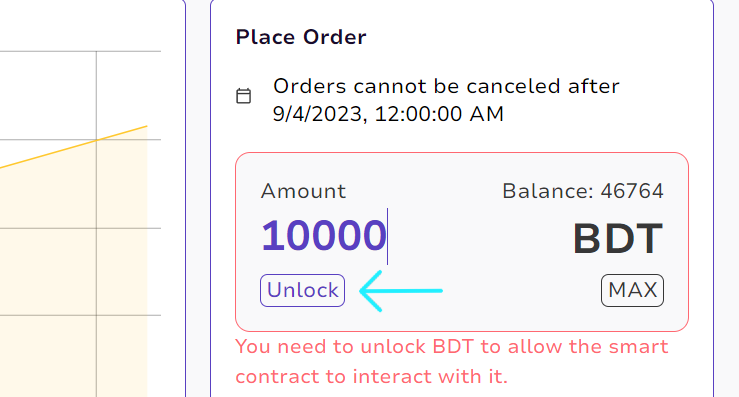 Place Order
Orders cannot be canceled after
9/4/2023, 12:00:00 AM
Amount
Balance: 46764
10000
BDT
Unlock
MAX
You need to unlock BDT to allow the smart
contract to interact with it.